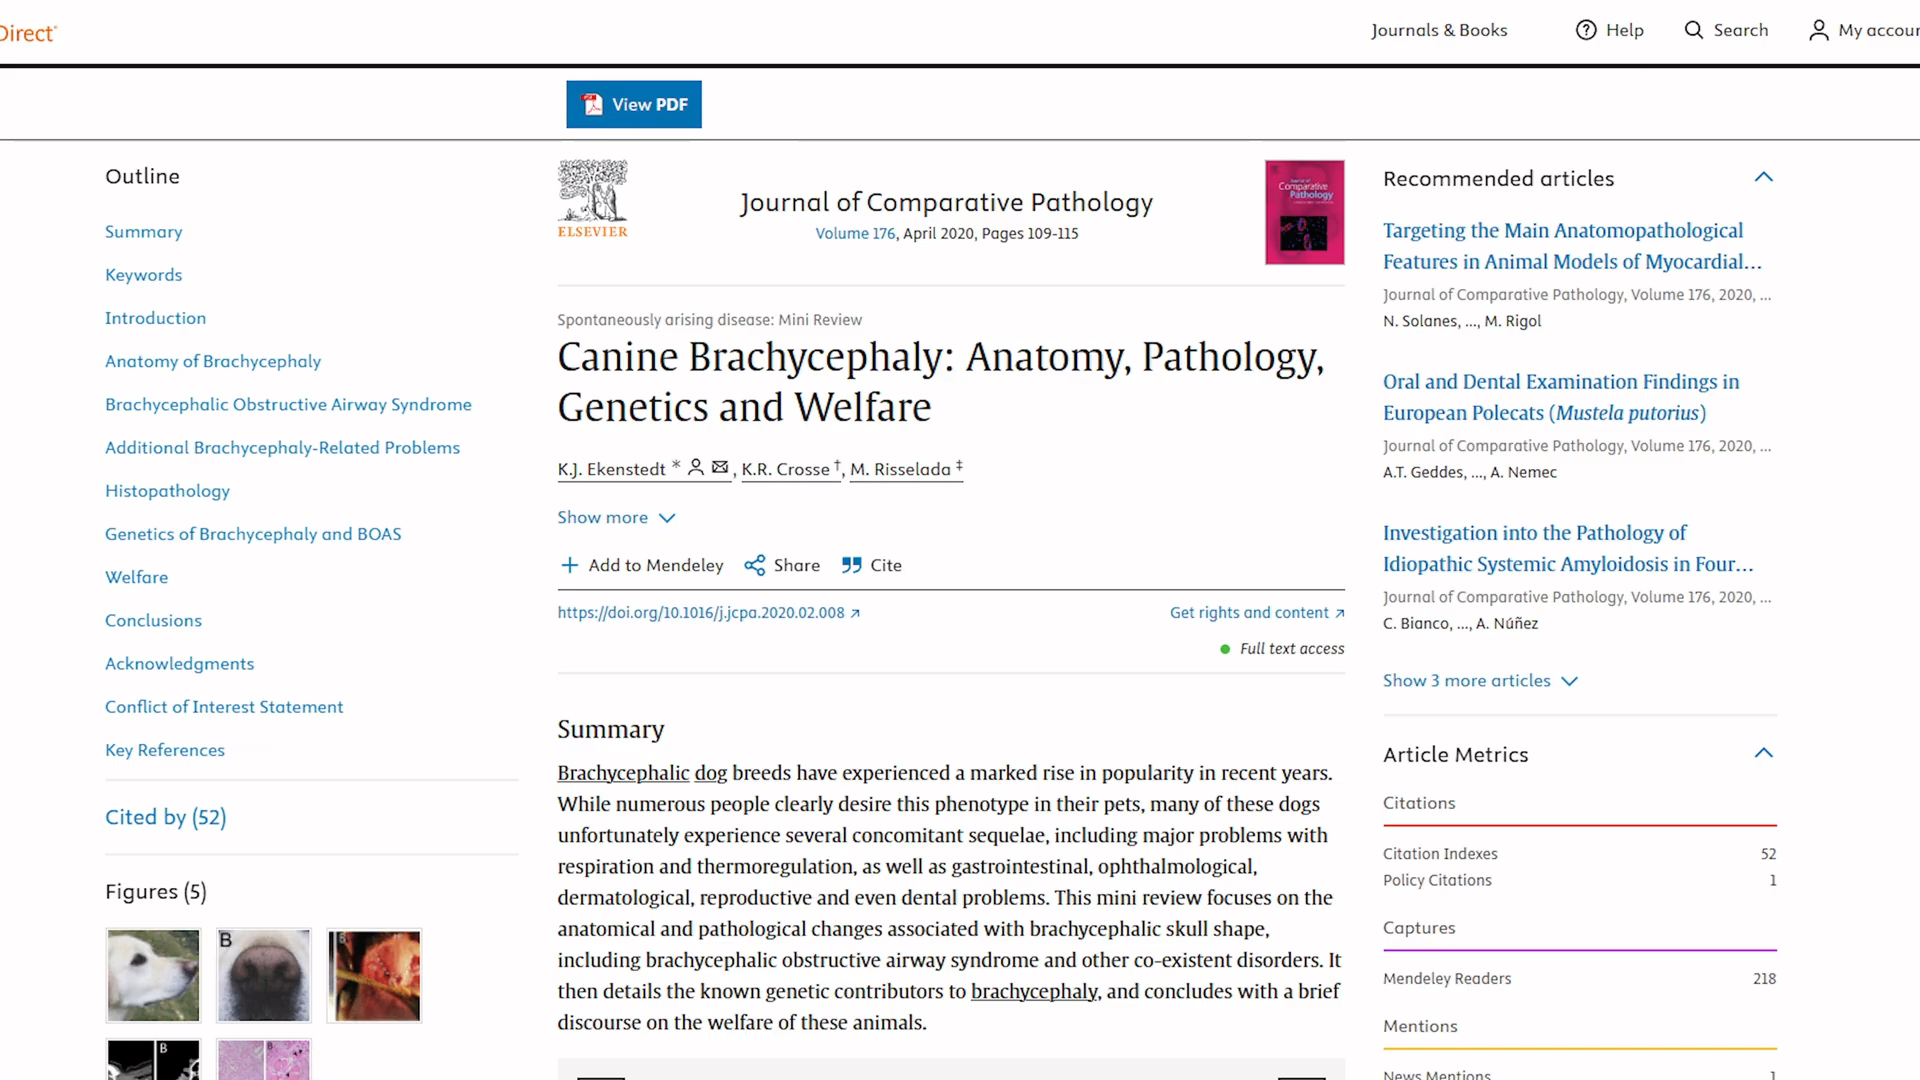 Direct
Journals & Books
Help
Search
My accoun
View PDF
Outline
Summary
Keywords
Introduction
Anatomy of Brachycephaly
Brachycephalic Obstructive Airway Syndrome
Additional Brachycephaly-Related Problems
Histopathology
Genetics of Brachycephaly and BOAS
Welfare
Conclusions
Acknowledgments
Conflict of Interest Statement
Key References
Cited by (52)
Figures (5)
B
B
B
ELSEVIER
Journal of Comparative Pathology
Volume 176, April 2020, Pages 109-115
Journal of
Comparative
Pathology
Spontaneously arising disease: Mini Review
Canine Brachycephaly: Anatomy, Pathology,
Genetics and Welfare
K.J. Ekenstedt *, K.R. Crosse †, M. Risselada ‡
Show more
Add to Mendeley
Share
Cite
https://doi.org/10.1016/j.jcpa.2020.02.008
Get rights and content
Full text access
Summary
Brachycephalic dog breeds have experienced a marked rise in popularity in recent years.
While numerous people clearly desire this phenotype in their pets, many of these dogs
unfortunately experience several concomitant sequelae, including major problems with
respiration and thermoregulation, as well as gastrointestinal, ophthalmological,
dermatological, reproductive and even dental problems. This mini review focuses on the
anatomical and pathological changes associated with brachycephalic skull shape,
including brachycephalic obstructive airway syndrome and other co-existent disorders. It
then details the known genetic contributors to brachycephaly, and concludes with a brief
discourse on the welfare of these animals.
Recommended articles
Targeting the Main Anatomopathological
Features in Animal Models of Myocardial...
Journal of Comparative Pathology, Volume 176, 2020, ...
N. Solanes, ..., M. Rigol
Oral and Dental Examination Findings in
European Polecats (Mustela putorius)
Journal of Comparative Pathology, Volume 176, 2020, ...
A.T. Geddes, ..., A. Nemec
Investigation into the Pathology of
Idiopathic Systemic Amyloidosis in Four...
Journal of Comparative Pathology, Volume 176, 2020, ...
C. Bianco, ..., A. Núñez
Show 3 more articles
Article Metrics
Citations
Citation Indexes 52
Policy Citations 1
Captures
Mendeley Readers 218
Mentions
News Mentions 1